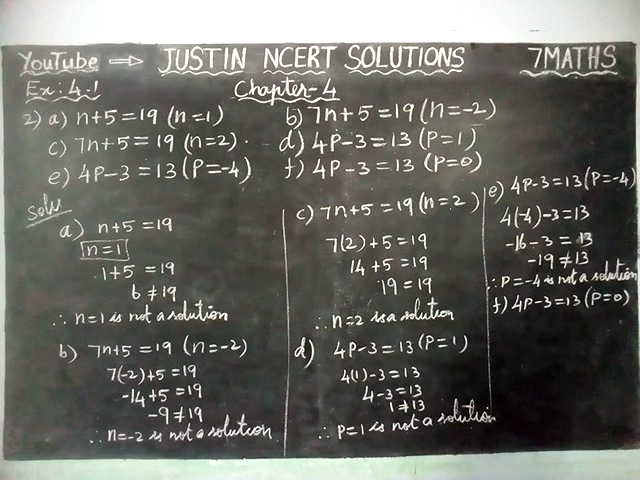 YouTube ⇒ JUSTIN NCERT SOLUTIONS 7MATHS
Ex: 4.1 Chapter-4
2) a) n+5=19 (n=1) b) 7n+5=19 (n=-2)
c) 7n+5=19 (n=2). d) 4P-3=13 (P=1)
e) 4P-3=13 (P=-4) f) 4P-3=13 (P=0)
Solu
a) n+5=19
n=1
1+5=19
6≠19
∴ n=1 is not a solution
b) 7n+5=19 (n=-2)
7(-2)+5=19
-14+5=19
-9≠19
∴ n=-2 is not a solution
c) 7n+5=19 (n=2)
7(2)+5=19
14+5=19
19=19
∴ n=2 is a solution
d) 4P-3=13 (P=1)
4(1)-3=13
4-3=13
1≠13
∴ P=1 is not a solution
e) 4P-3=13 (P=-4)
4(-4)-3=13
-16-3=13
-19≠13
∴ P=-4 is not a solution
f) 4P-3=13 (P=0)